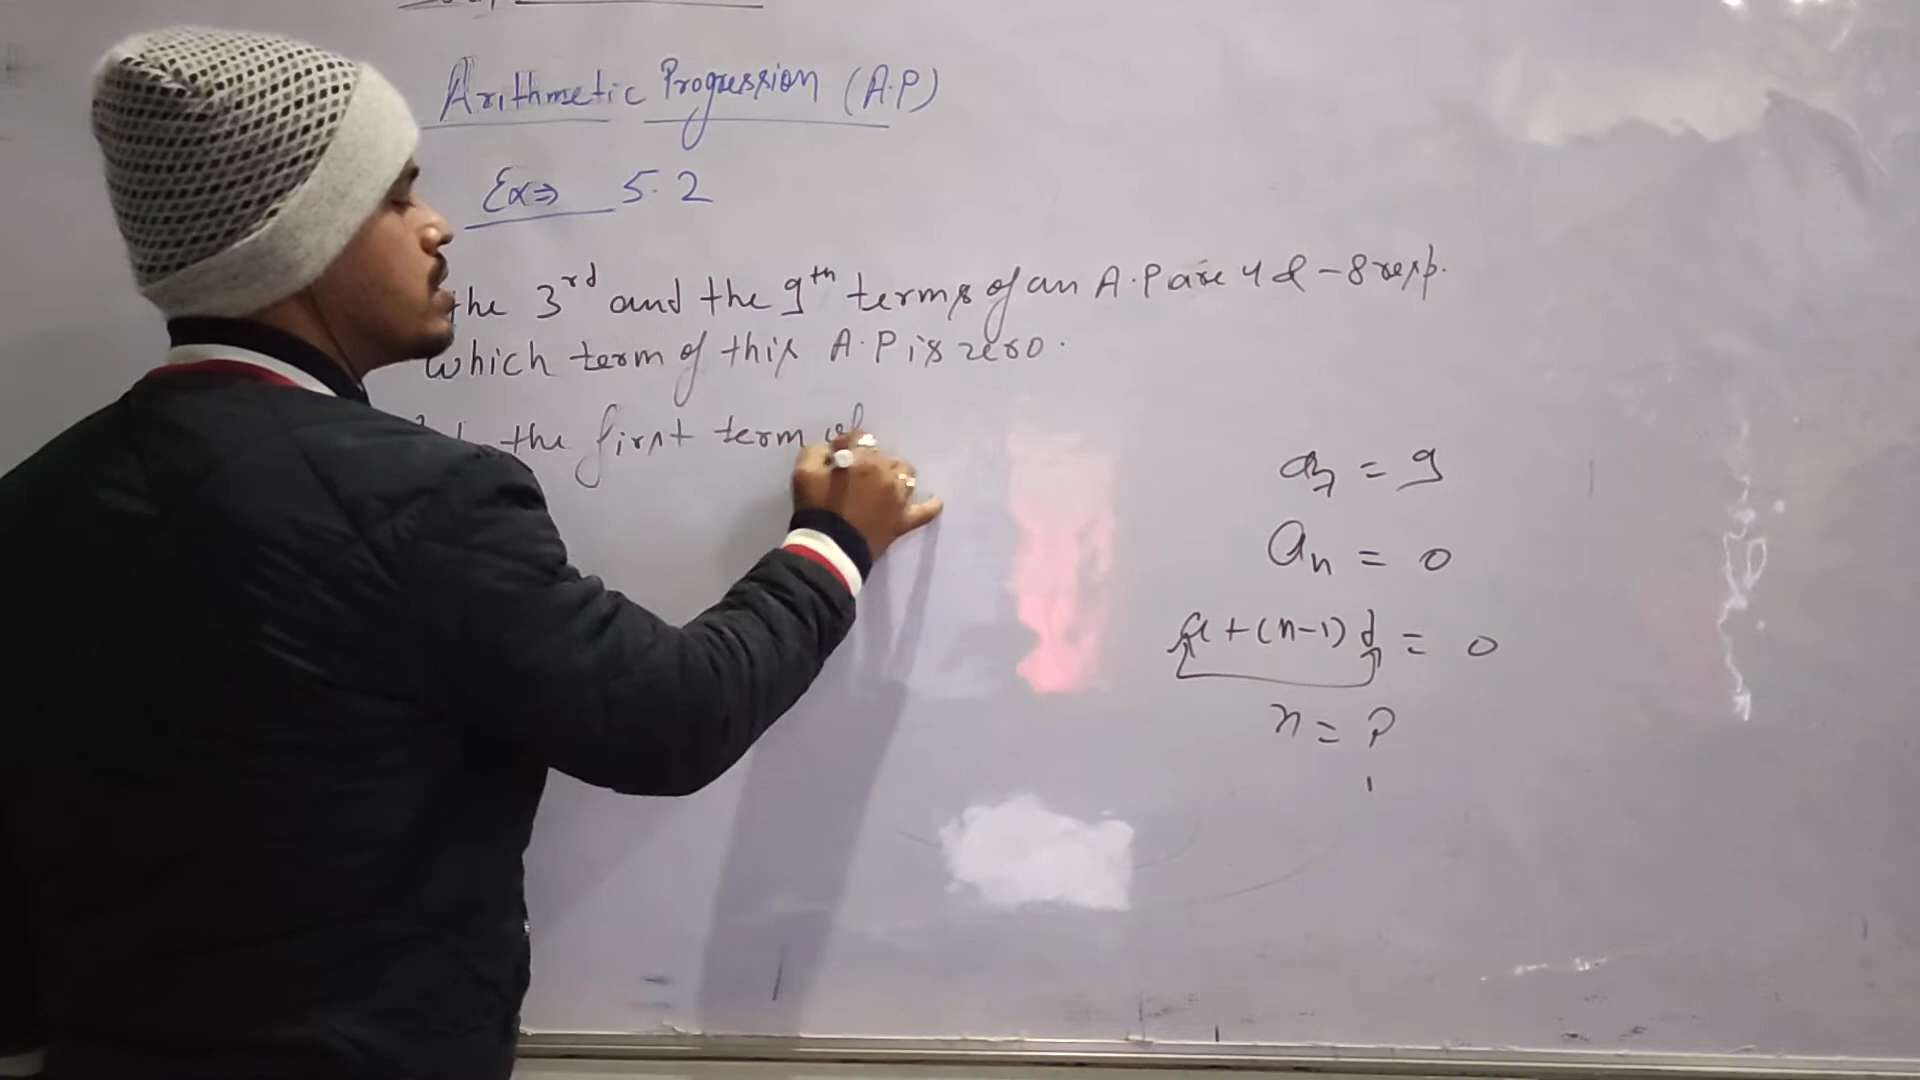 Arithmetic Progression (A.P)
Ex⇒ 5.2
the 3rd and the 9th terms of an A.P are 4 & -8 resp.
Which term of this A.P is zero.
the first term of
= 9
an = 0
a+(n-1)d = 0
n = ?